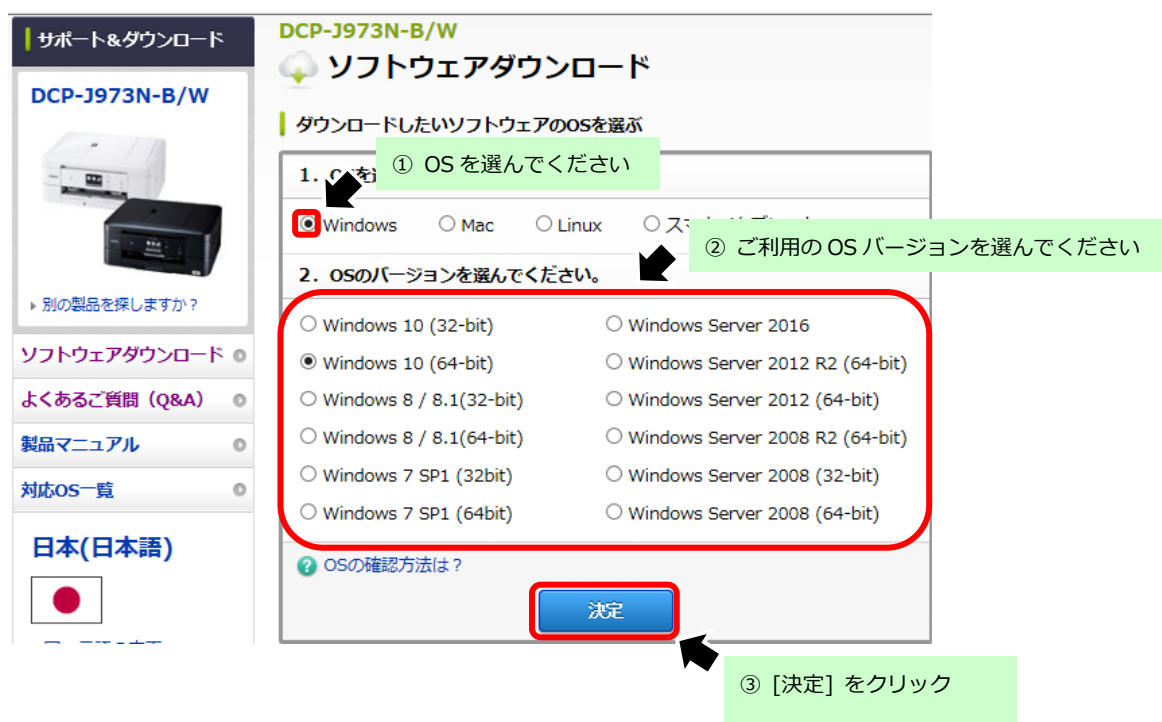 サポート&ダウンロード
DCP-J973N-B/W
別の製品を探しますか？
ソフトウェアダウンロード
よくあるご質問（Q&A）
製品マニュアル
対応OS一覧
日本(日本語)
DCP-J973N-B/W
ソフトウェアダウンロード
ダウンロードしたいソフトウェアのOSを選ぶ
① OS を選んでください
1.
Windows Mac Linux
② ご利用の OS バージョンを選んでください
2. OSのバージョンを選んでください。
Windows 10 (32-bit) Windows Server 2016
Windows 10 (64-bit) Windows Server 2012 R2 (64-bit)
Windows 8 / 8.1(32-bit) Windows Server 2012 (64-bit)
Windows 8 / 8.1(64-bit) Windows Server 2008 R2 (64-bit)
Windows 7 SP1 (32bit) Windows Server 2008 (32-bit)
Windows 7 SP1 (64bit) Windows Server 2008 (64-bit)
OSの確認方法は？
決定
③ [決定] をクリック